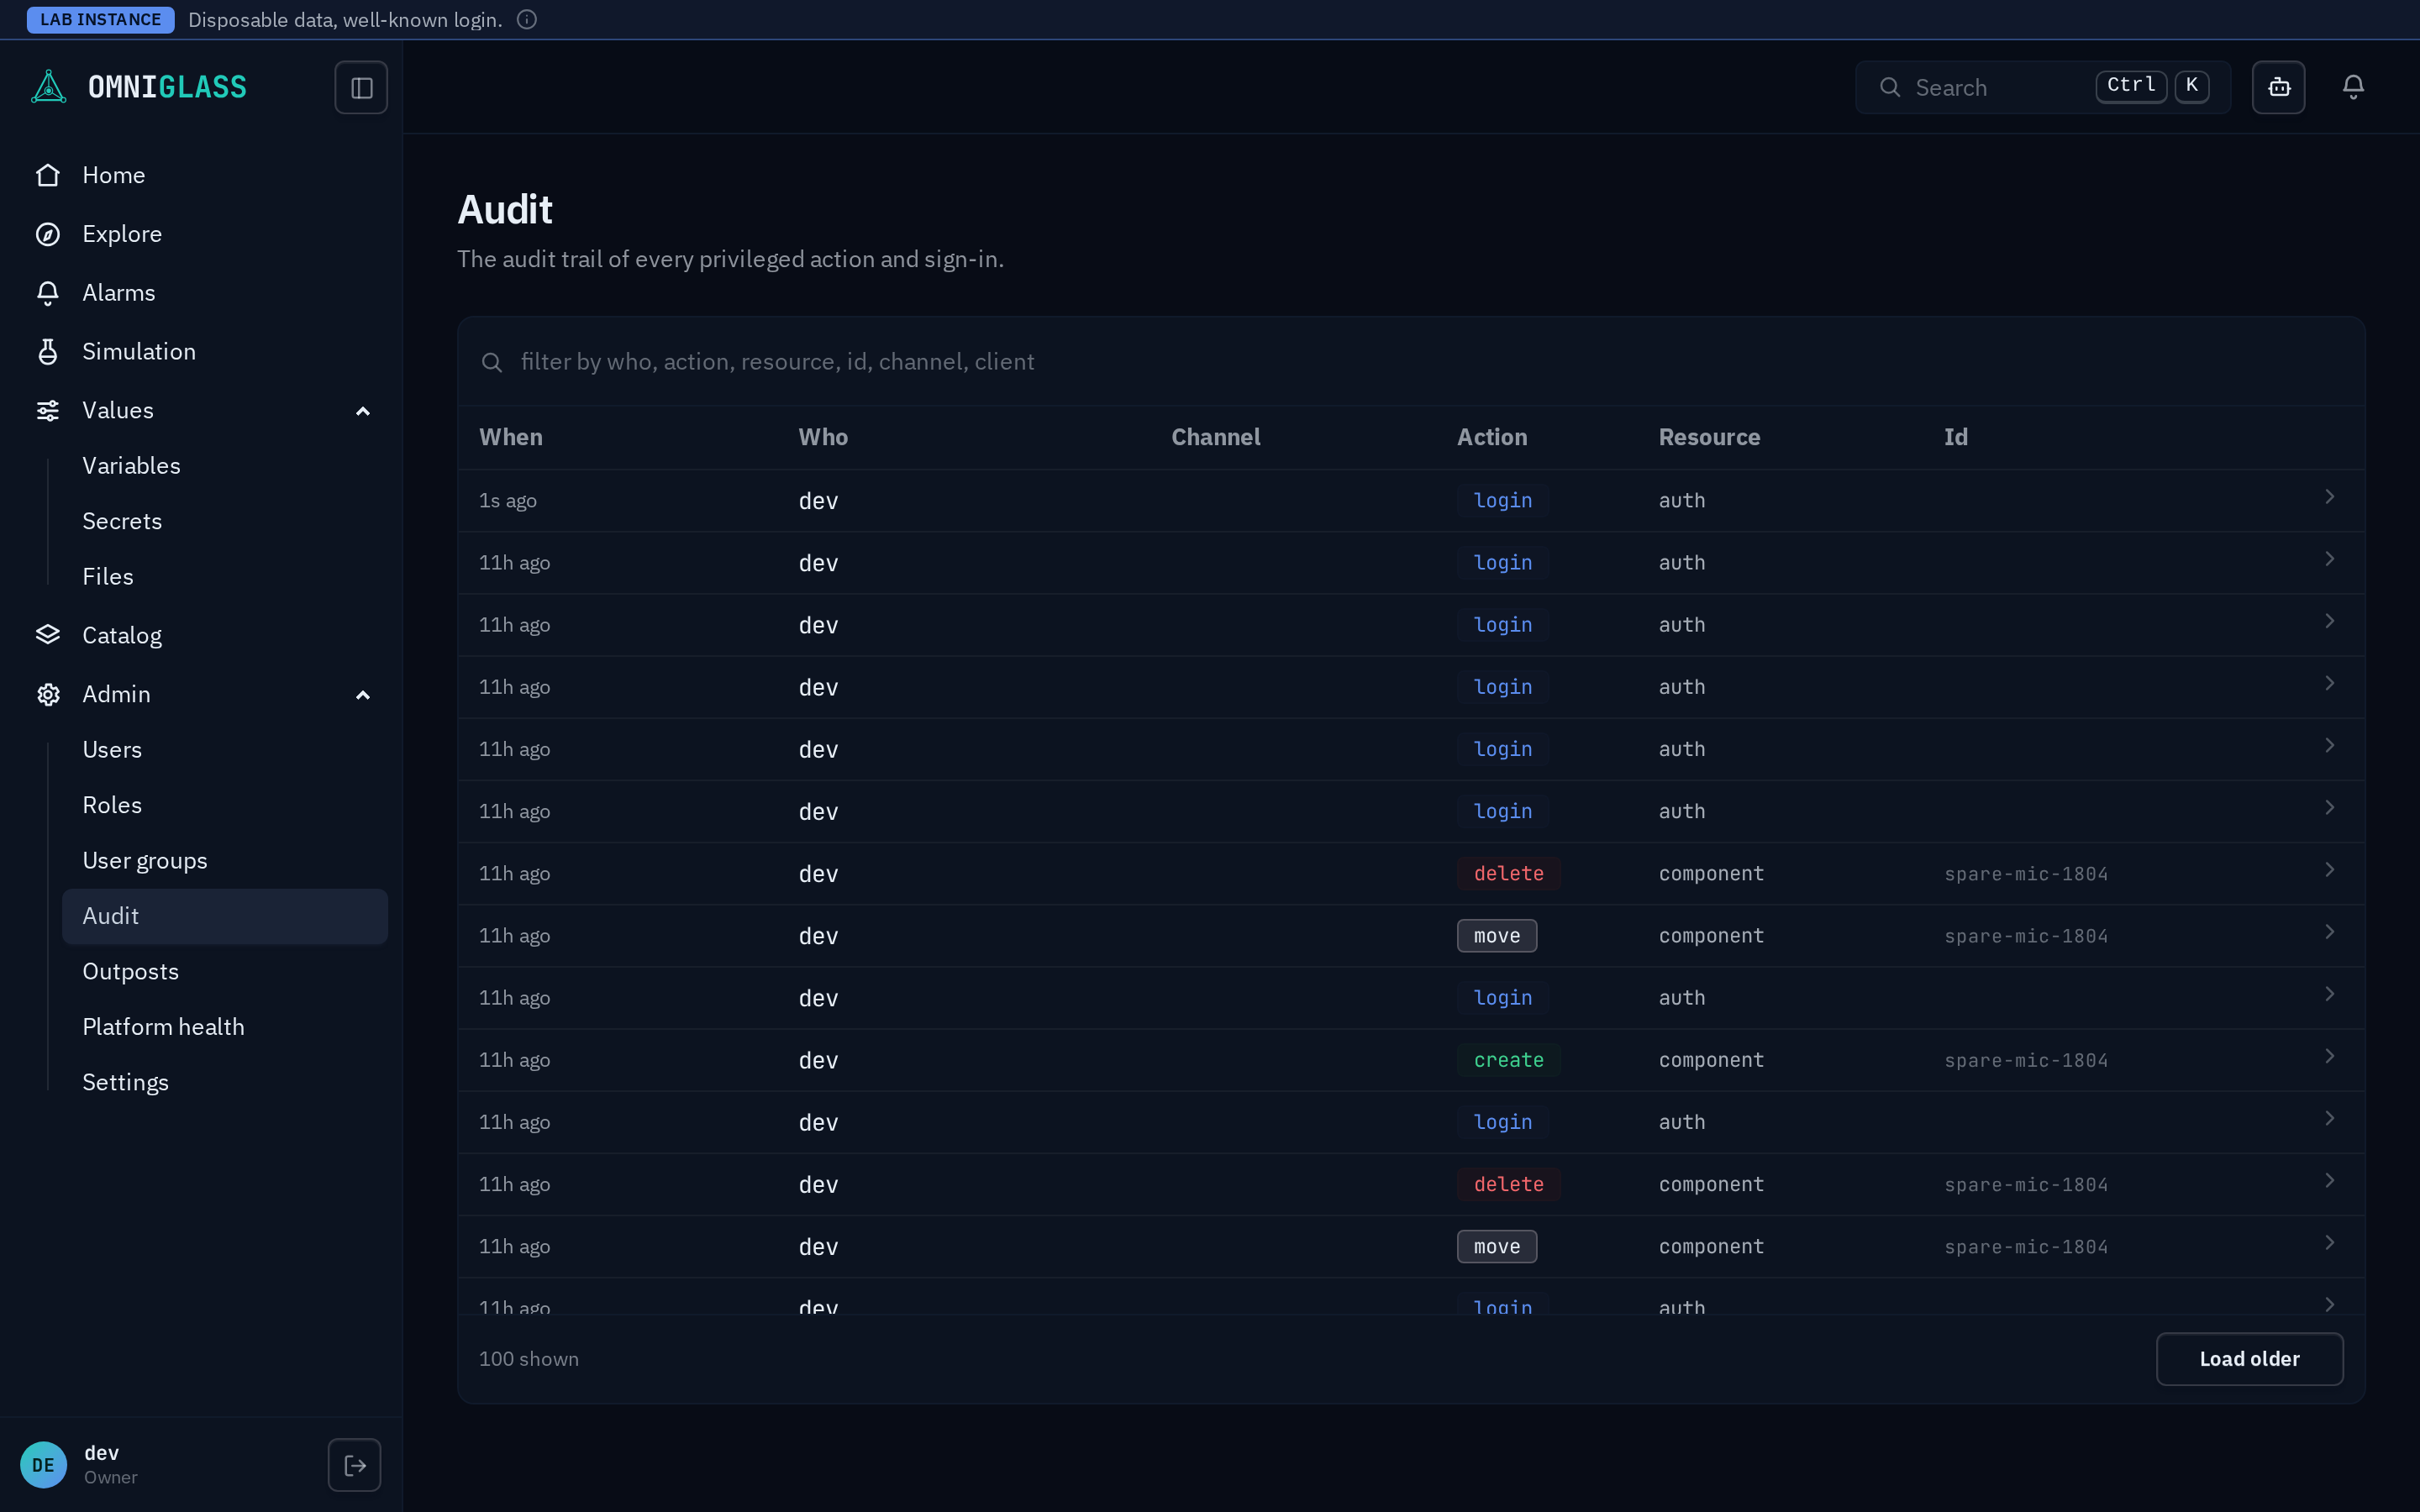 LAB INSTANCE Disposable data, well-known login.
OMNIGLASS
Search Ctrl K
Home
Explore
Alarms
Simulation
Values
Variables
Secrets
Files
Catalog
Admin
Users
Roles
User groups
Audit
Outposts
Platform health
Settings
DE dev
Owner
Audit
The audit trail of every privileged action and sign-in.
filter by who, action, resource, id, channel, client
When Who Channel Action Resource Id
1s ago dev login auth
11h ago dev login auth
11h ago dev login auth
11h ago dev login auth
11h ago dev login auth
11h ago dev login auth
11h ago dev delete component spare-mic-1804
11h ago dev move component spare-mic-1804
11h ago dev login auth
11h ago dev create component spare-mic-1804
11h ago dev login auth
11h ago dev delete component spare-mic-1804
11h ago dev move component spare-mic-1804
11h ago dev login auth
100 shown Load older